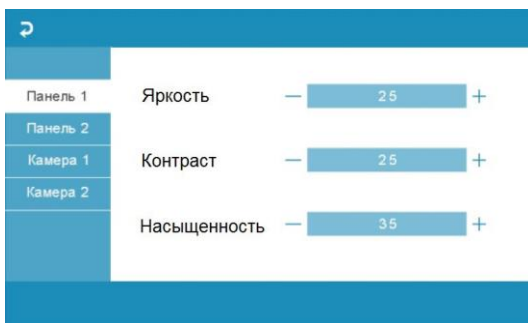 Панель 1
Панель 2
Камера 1
Камера 2
Яркость — 25 +
Контраст — 25 +
Насыщенность — 35 +